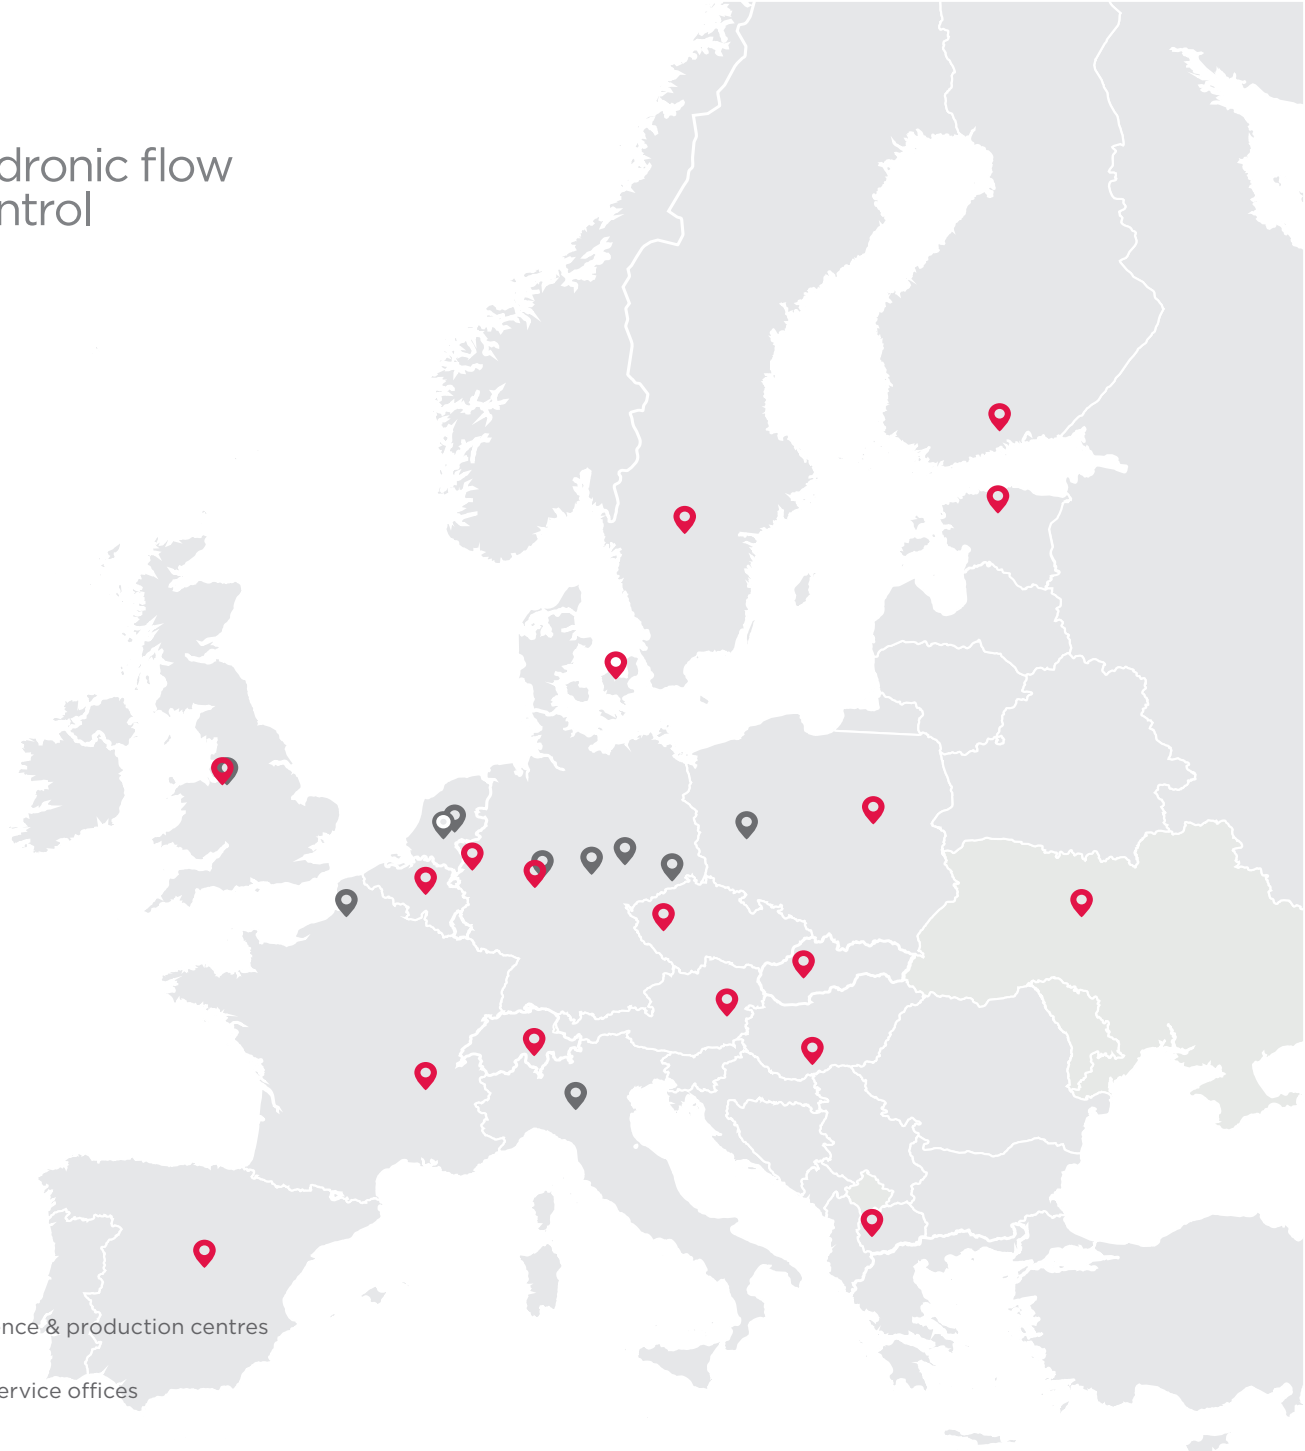 dronic flow
ntrol
nce & production centres
ervice offices